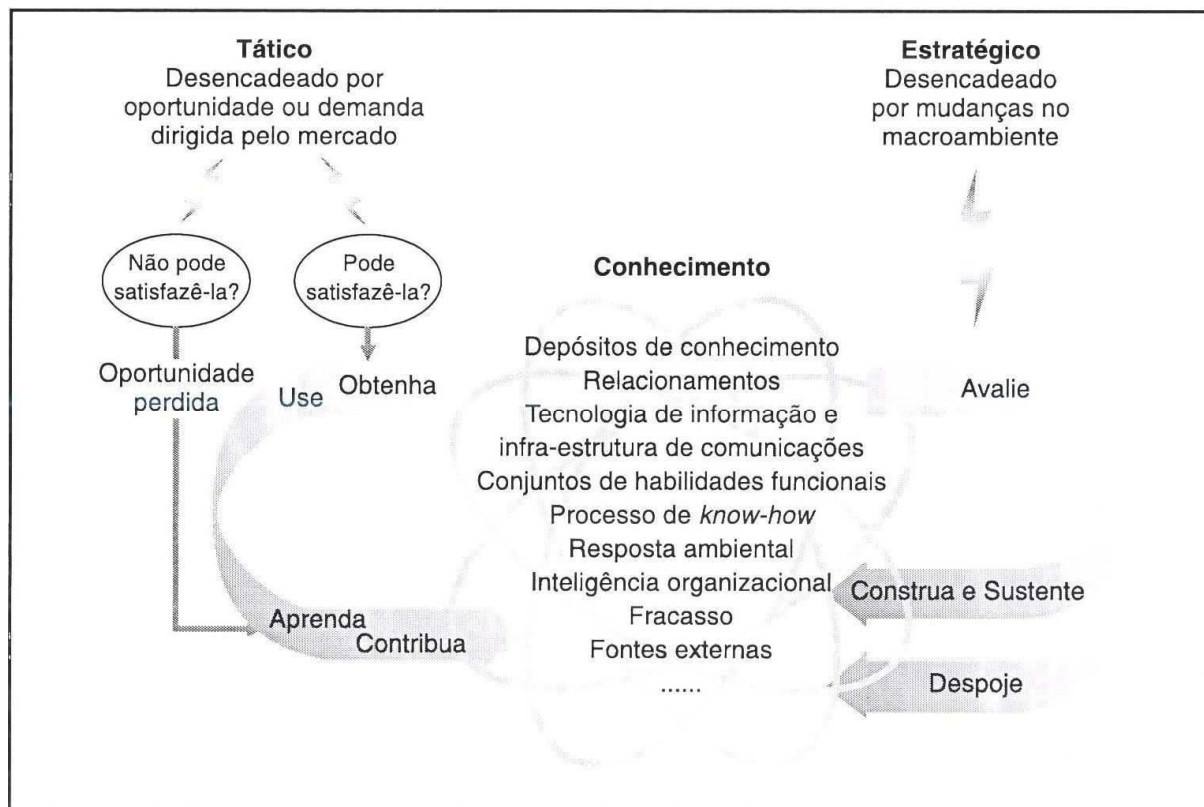 Tático
Desencadeado por
oportunidade ou demanda
dirigida pelo mercado
Estratégico
Desencadeado
por mudanças no
macroambiente
Não pode
satisfazê-la?
Pode
satisfazê-la?
Oportunidade
perdida
Use
Obtenha
Aprenda
Contribua
Conhecimento
Depósitos de conhecimento
Relacionamentos
Tecnologia de informação e
infra-estrutura de comunicações
Conjuntos de habilidades funcionais
Processo de know-how
Resposta ambiental
Inteligência organizacional
Fracasso
Fontes externas
......
Avalie
Construa e Sustente
Despoje